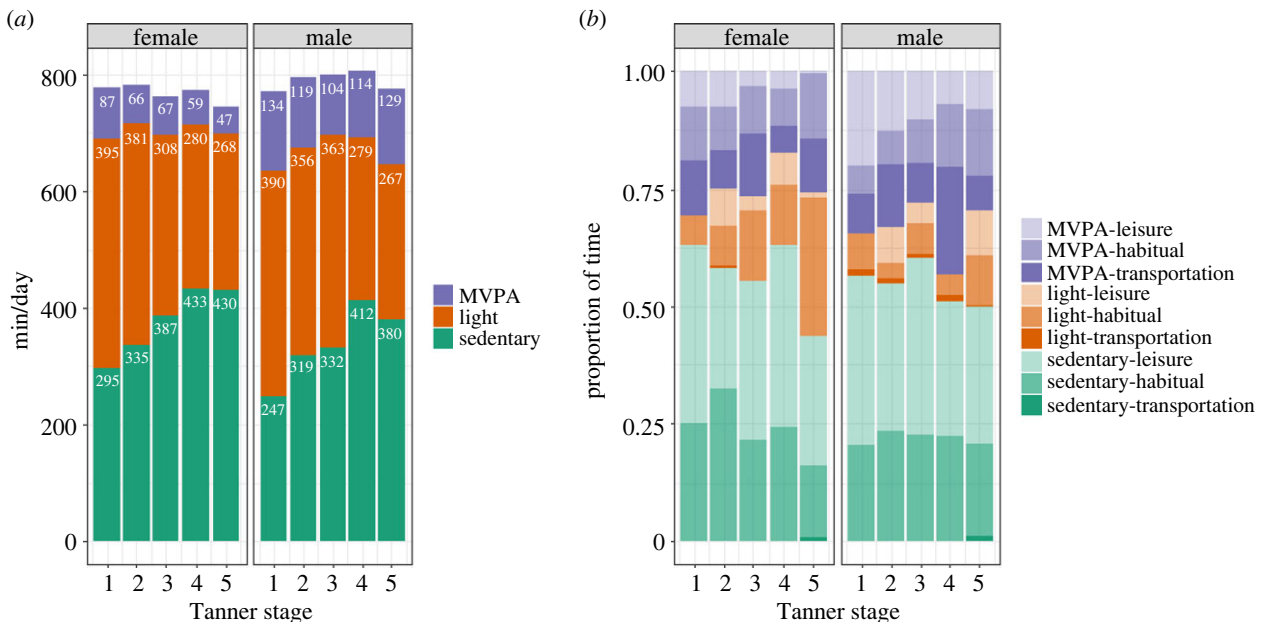 (a)
female
male
min/day
800
600
400
200
0
87
66
67
59
47
395
381
308
280
268
295
335
387
433
430
134
119
104
114
129
390
356
363
279
267
247
319
332
412
380
1 2 3 4 5
1 2 3 4 5
Tanner stage
MVPA
light
sedentary
(b)
female
male
proportion of time
1.00
0.75
0.50
0.25
0
1 2 3 4 5
1 2 3 4 5
Tanner stage
MVPA-leisure
MVPA-habitual
MVPA-transportation
light-leisure
light-habitual
light-transportation
sedentary-leisure
sedentary-habitual
sedentary-transportation